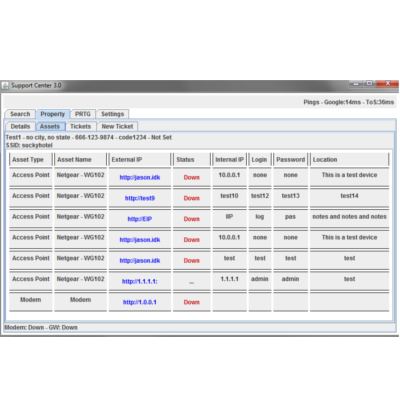 Support Center 3.0
Pings - Google:14ms - ToS:36ms
Search Property PRTG Settings
Details Assets Tickets New Ticket
Test1 - no city, no state - 666-123-9874 - code1234 - Not Set
SSID: suckyhotel
Asset Type Asset Name External IP Status Internal IP Login Password Location
Access Point Netgear - WG102 http://jason.idk Down 10.0.0.1 none none This is a test device
Access Point Netgear - WG102 http://test9 Down test10 test12 test13 test14
Access Point Netgear - WG102 http://EIP Down IIP log pas notes and notes and notes
Access Point Netgear - WG102 http://jason.idk Down 10.0.0.1 none none This is a test device
Access Point Netgear - WG102 http://jason.idk Down test test test test
Access Point Netgear - WG102 http://1.1.1.1: ... 1.1.1.1 admin admin test
Modem Modem http://1.0.0.1 Down
Modem: Down - GW: Down